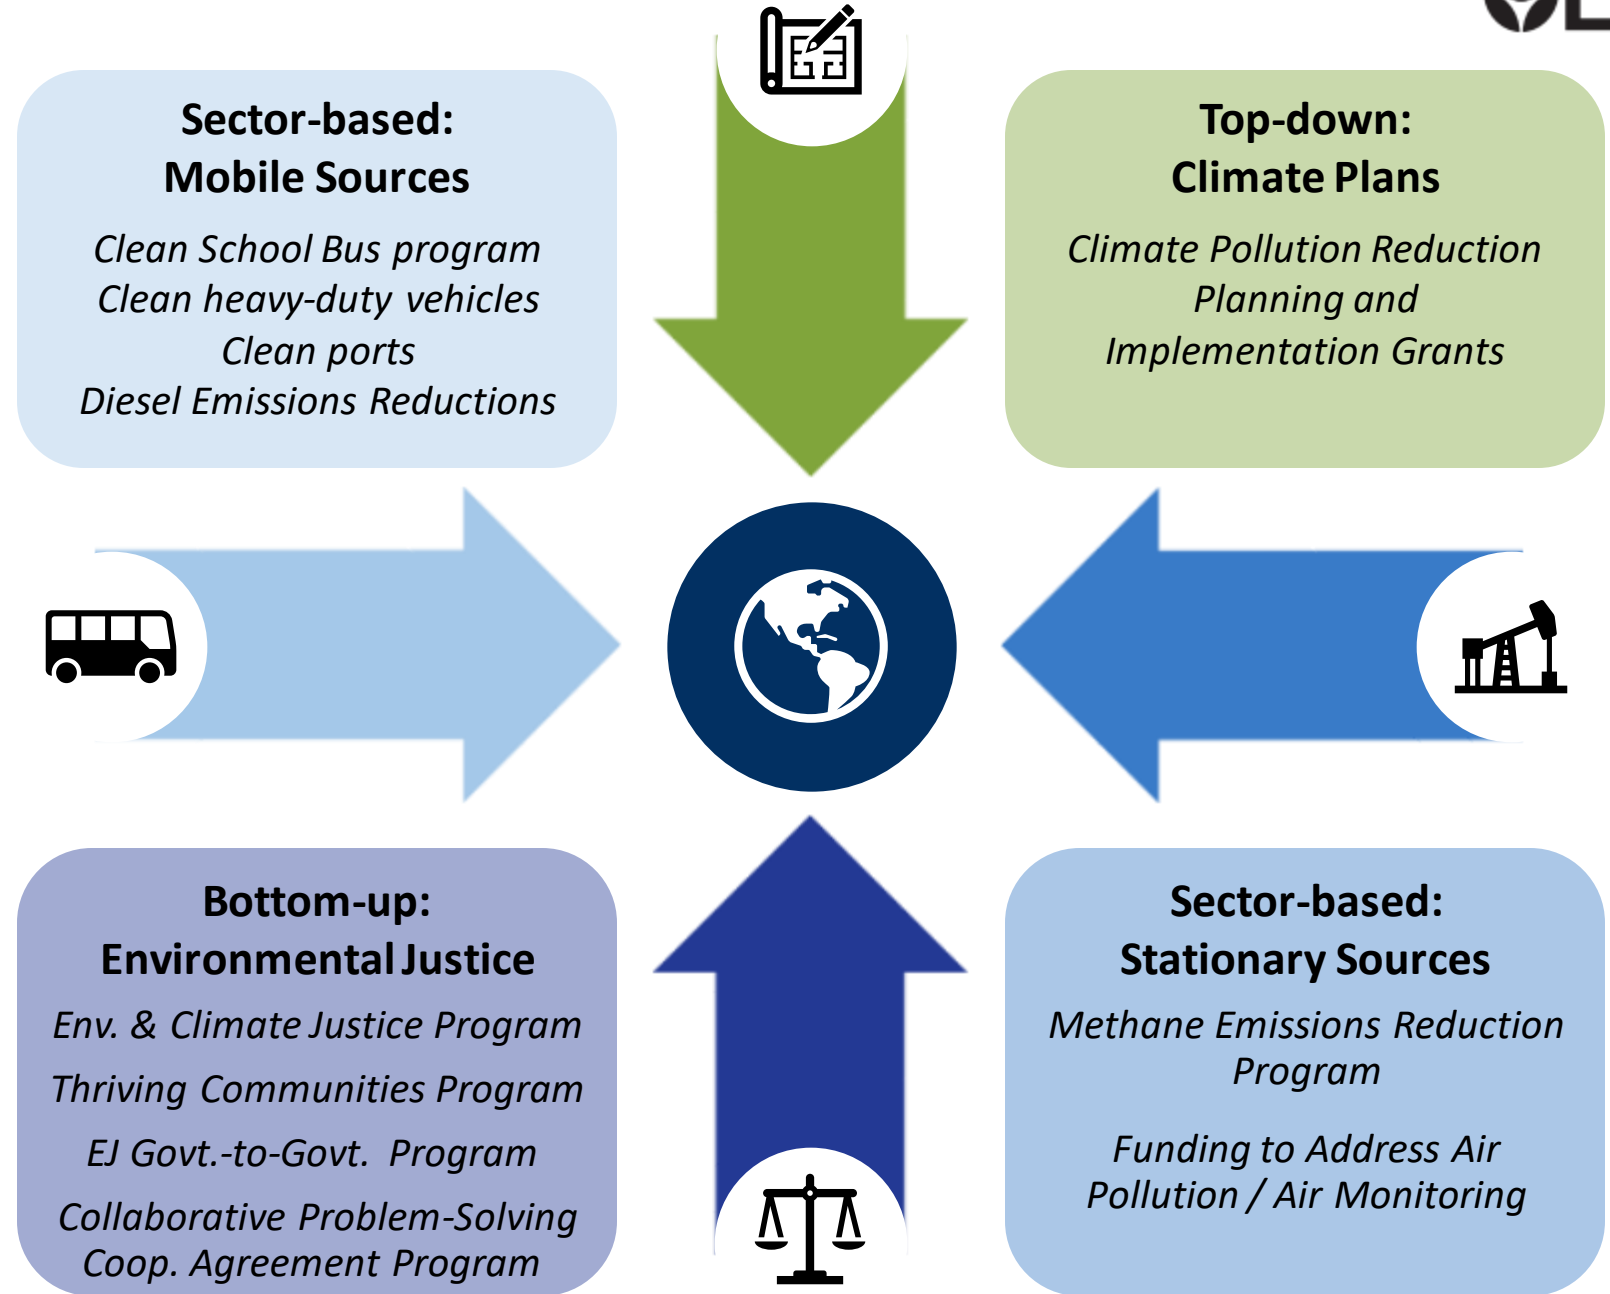 Sector-based:
Mobile Sources
Clean School Bus program
Clean heavy-duty vehicles
Clean ports
Diesel Emissions Reductions
Top-down:
Climate Plans
Climate Pollution Reduction
Planning and
Implementation Grants
Bottom-up:
Environmental Justice
Env. & Climate Justice Program
Thriving Communities Program
EJ Govt.-to-Govt. Program
Collaborative Problem-Solving
Coop. Agreement Program
Sector-based:
Stationary Sources
Methane Emissions Reduction
Program
Funding to Address Air
Pollution / Air Monitoring